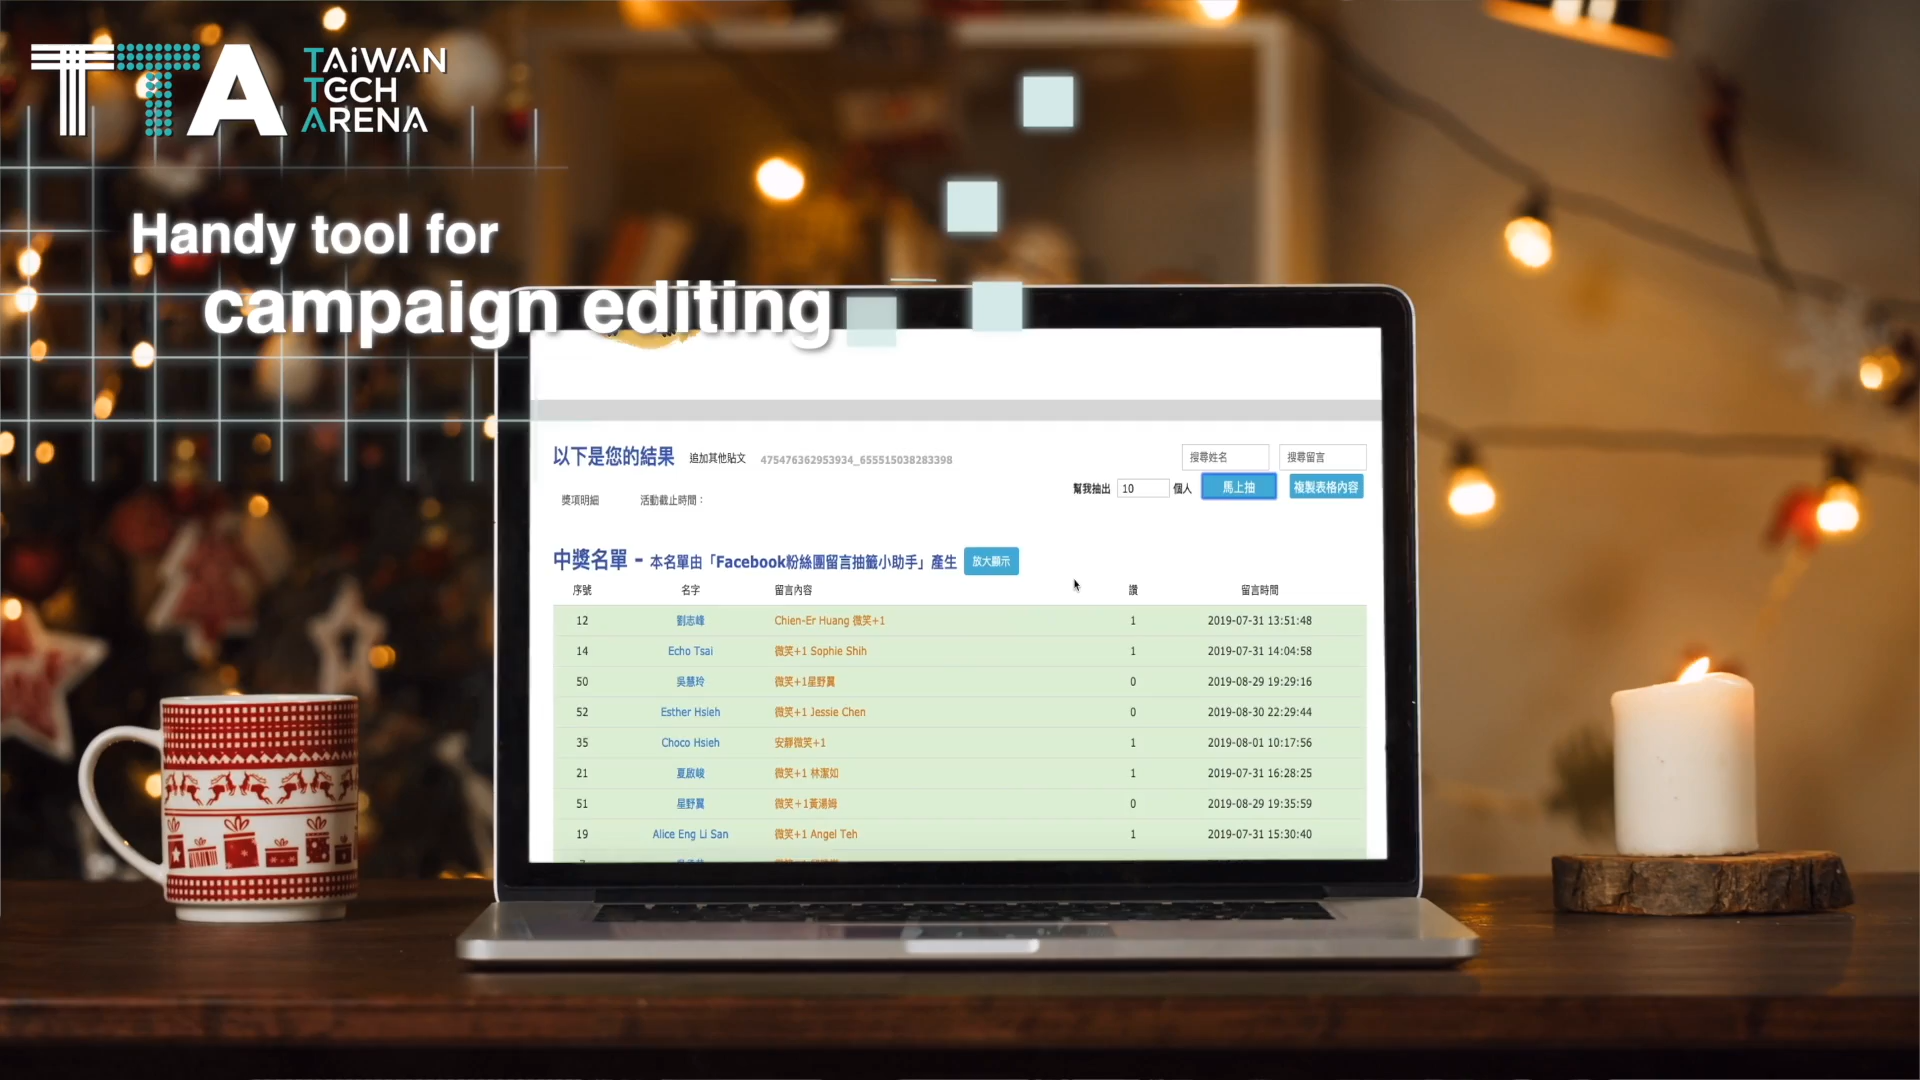 TTA TAiWAN
TECH
ARENA
Handy tool for
campaign editing
以下是您的結果 追加其他貼文 475476362953934_655515038283398 搜尋姓名 搜尋留言
幫我抽出 10 個人 馬上抽 複製表格內容
獎項明細 活動截止時間：
中獎名單 - 本名單由「Facebook粉絲團留言抽籤小助手」產生 放大顯示
序號 名字 留言內容 讚 留言時間
12 劉志峰 Chien-Er Huang 微笑+1 1 2019-07-31 13:51:48
14 Echo Tsai 微笑+1 Sophie Shih 1 2019-07-31 14:04:58
50 吳慧玲 微笑+1星野翼 0 2019-08-29 19:29:16
52 Esther Hsieh 微笑+1 Jessie Chen 0 2019-08-30 22:29:44
35 Choco Hsieh 安靜微笑+1 1 2019-08-01 10:17:56
21 夏啟峻 微笑+1 林潔如 1 2019-07-31 16:28:25
51 星野翼 微笑+1黃湯姆 0 2019-08-29 19:35:59
19 Alice Eng Li San 微笑+1 Angel Teh 1 2019-07-31 15:30:40